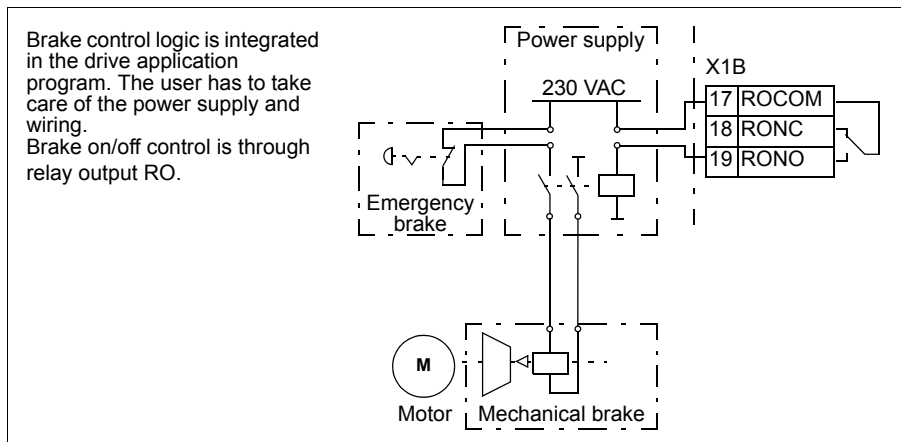 Brake control logic is integrated
in the drive application
program. The user has to take
care of the power supply and
wiring.
Brake on/off control is through
relay output RO.
Power supply
230 VAC
X1B
17 ROCOM
18 RONC
19 RONO
Emergency
brake
M
Motor
Mechanical brake